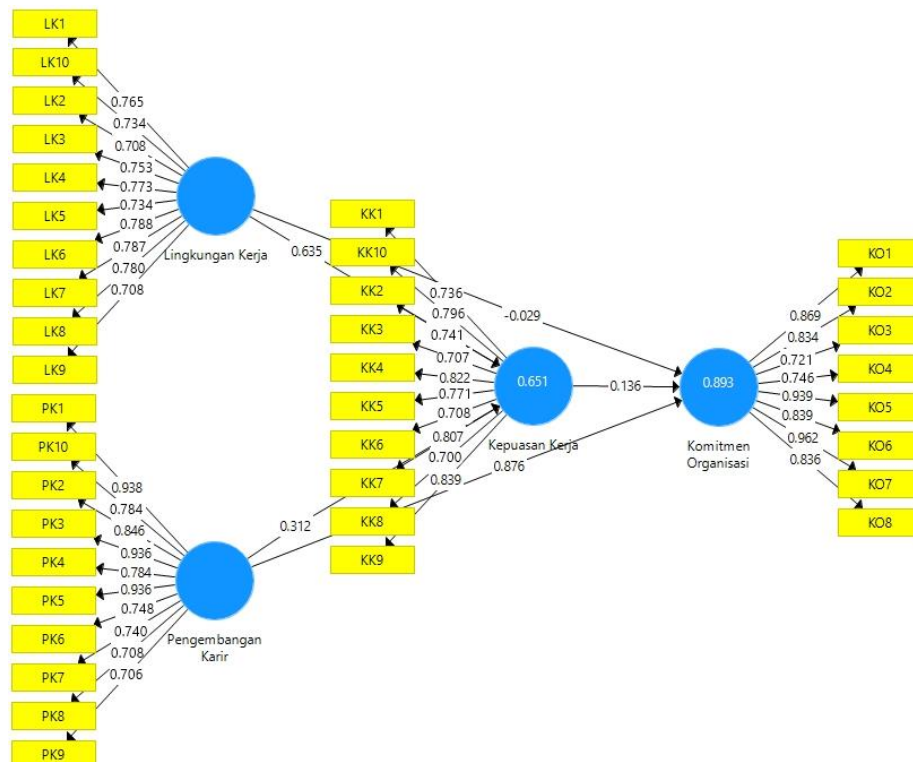 LK1
LK10
LK2
LK3
LK4
LK5
LK6
LK7
LK8
LK9
0.765
0.734
0.708
0.753
0.773
0.734
0.788
0.787
0.780
0.708
Lingkungan Kerja
0.635
-0.029
PK1
PK10
PK2
PK3
PK4
PK5
PK6
PK7
PK8
PK9
0.938
0.784
0.846
0.936
0.784
0.936
0.748
0.740
0.708
0.706
Pengembangan
Karir
0.312
0.876
KK1
KK10
KK2
KK3
KK4
KK5
KK6
KK7
KK8
KK9
0.736
0.796
0.741
0.707
0.822
0.771
0.708
0.807
0.700
0.839
0.651
Kepuasan Kerja
0.136
0.893
Komitmen
Organisasi
0.869
0.834
0.721
0.746
0.939
0.839
0.962
0.836
KO1
KO2
KO3
KO4
KO5
KO6
KO7
KO8